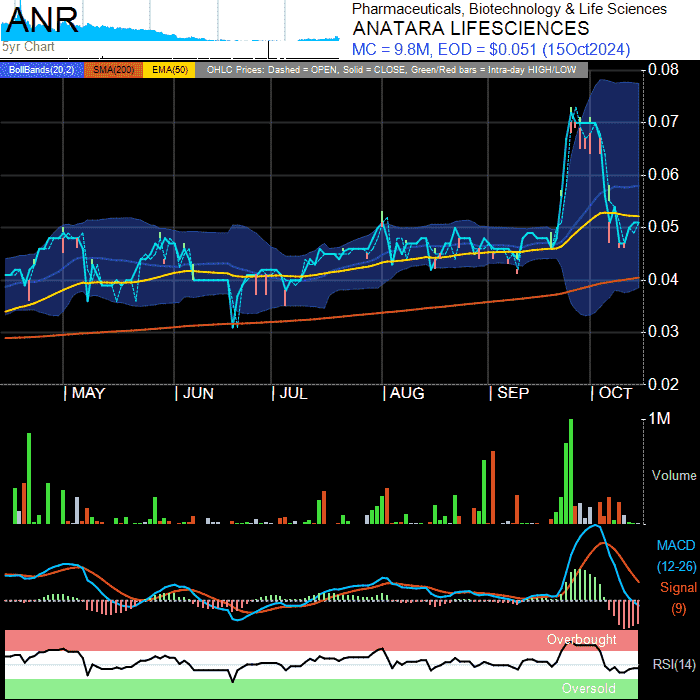 ANR
Pharmaceuticals, Biotechnology & Life Sciences
ANATARA LIFESCIENCES
5yr Chart
MC = 9.8M, EOD = $0.051 (15Oct2024)
BollBands(20,2) SMA(200) EMA(50) OHLC Prices: Dashed = OPEN, Solid = CLOSE, Green/Red bars = Intra-day HIGH/LOW
0.08
0.07
0.06
0.05
0.04
0.03
0.02
| MAY | JUN | JUL | AUG | SEP | OCT
1M
Volume
MACD
(12-26)
Signal
(9)
Overbought
RSI(14)
Oversold